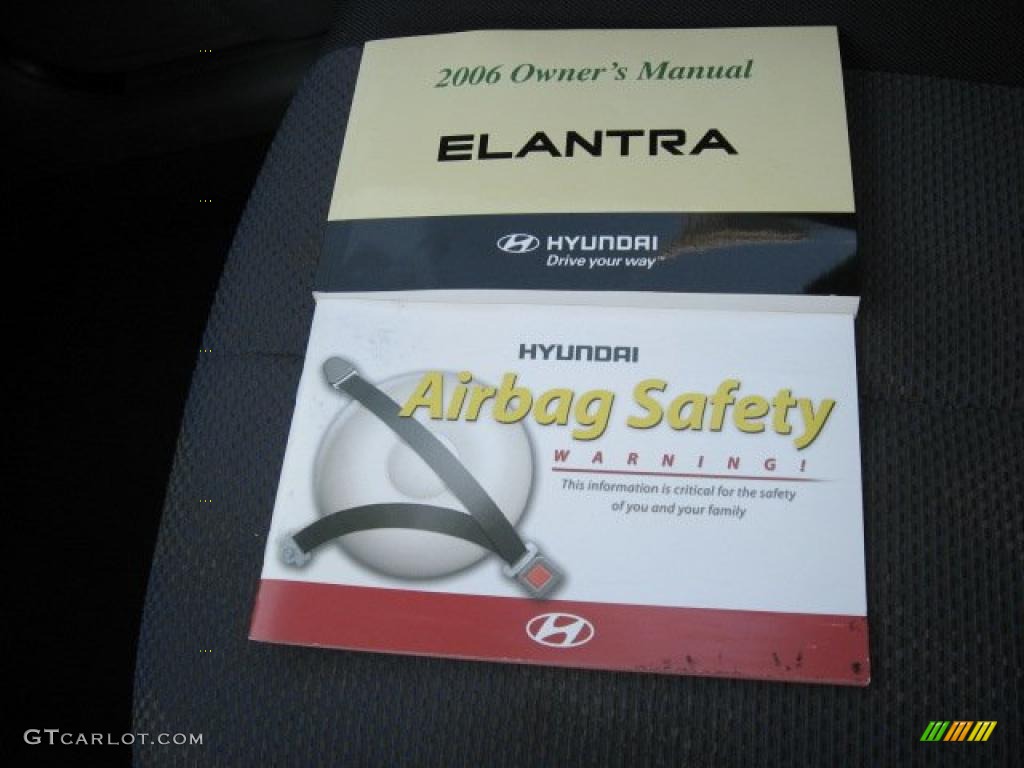 2006 Owner's Manual
ELANTRA
HYUNDAI
Drive your way™
HYUNDAI
Airbag Safety
WARNING!
This information is critical for the safety
of you and your family
GTCARLOT.COM